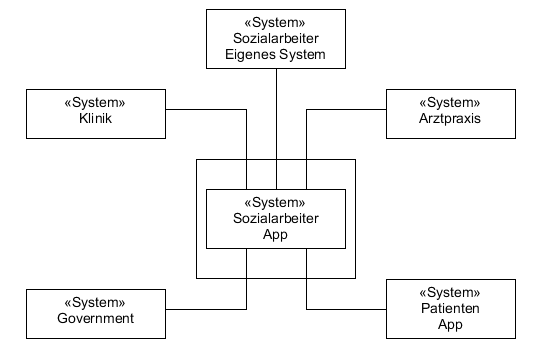 «System»
Sozialarbeiter
Eigenes System
«System»
Klinik
«System»
Arztpraxis
«System»
Sozialarbeiter
App
«System»
Government
«System»
Patienten
App